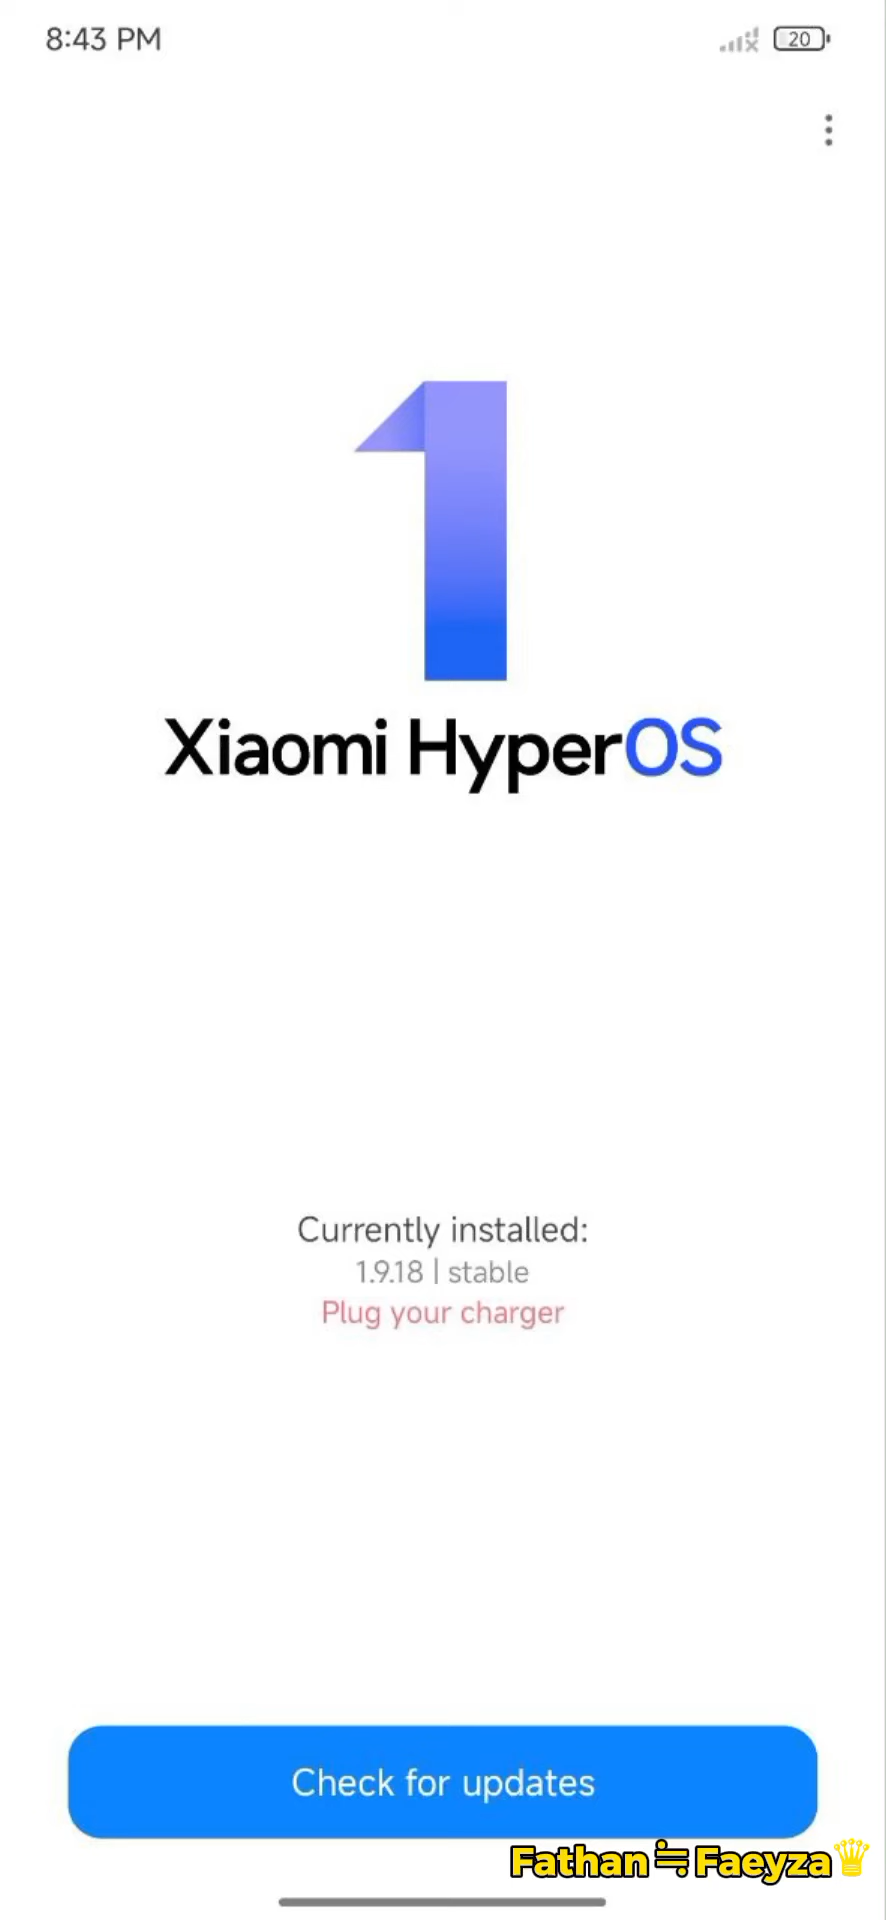 8:43 PM
20
1
Xiaomi HyperOS
Currently installed:
1.9.18 | stable
Plug your charger
Check for updates
Fathan≒Faeyza♛